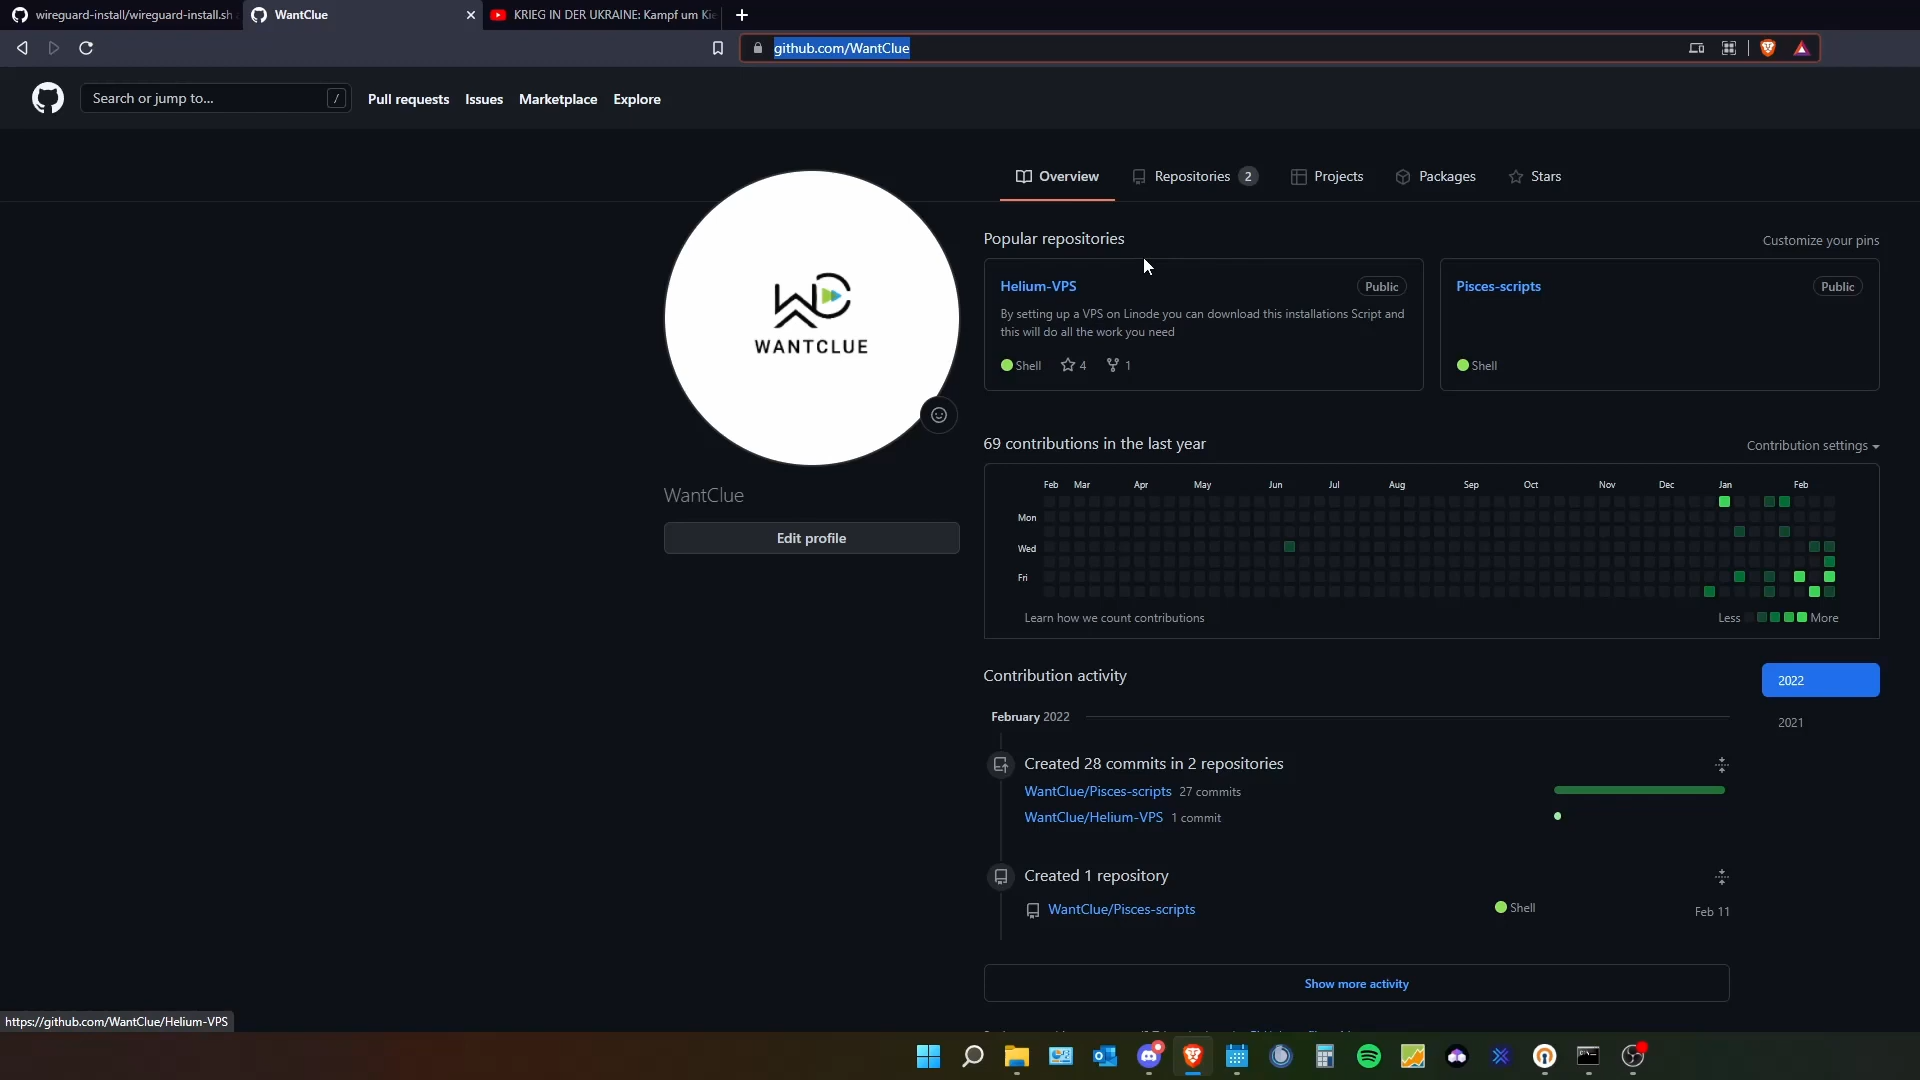 wireguard-install/wireguard-install.sh
WantClue
KRIEG IN DER UKRAINE: Kampf um Kie
github.com/WantClue
Search or jump to...
/
Pull requests
Issues
Marketplace
Explore
Overview
Repositories 2
Projects
Packages
Stars
WANTCLUE
WantClue
Edit profile
Popular repositories
Customize your pins
Helium-VPS
Public
By setting up a VPS on Linode you can download this installations Script and
this will do all the work you need
Shell
4
1
Pisces-scripts
Public
Shell
69 contributions in the last year
Contribution settings
Feb Mar Apr May Jun Jul Aug Sep Oct Nov Dec Jan Feb
Mon
Wed
Fri
Learn how we count contributions
Less
More
Contribution activity
2022
2021
February 2022
Created 28 commits in 2 repositories
WantClue/Pisces-scripts 27 commits
WantClue/Helium-VPS 1 commit
Created 1 repository
WantClue/Pisces-scripts
Shell
Feb 11
Show more activity
https://github.com/WantClue/Helium-VPS